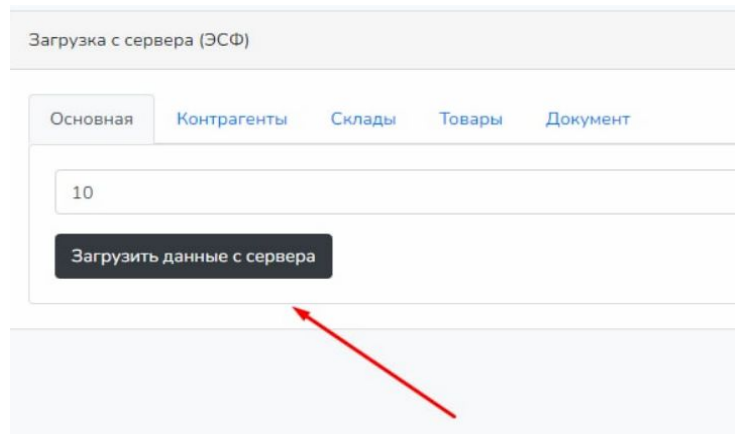 Загрузка с сервера (ЭСФ)
Основная Контрагенты Склады Товары Документ
10
Загрузить данные с сервера